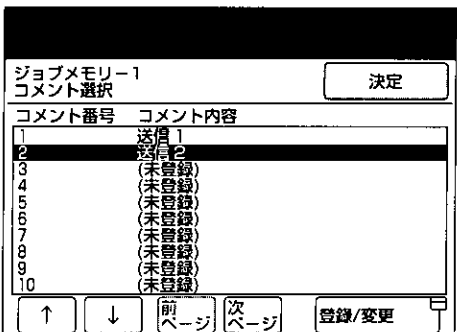 ジョブメモリー1
コメント選択
決定
コメント番号 コメント内容
1 送信1
2 送信2
3 (未登録)
4 (未登録)
5 (未登録)
6 (未登録)
7 (未登録)
8 (未登録)
9 (未登録)
10 (未登録)
↑ ↓ 前ページ 次ページ 登録/変更